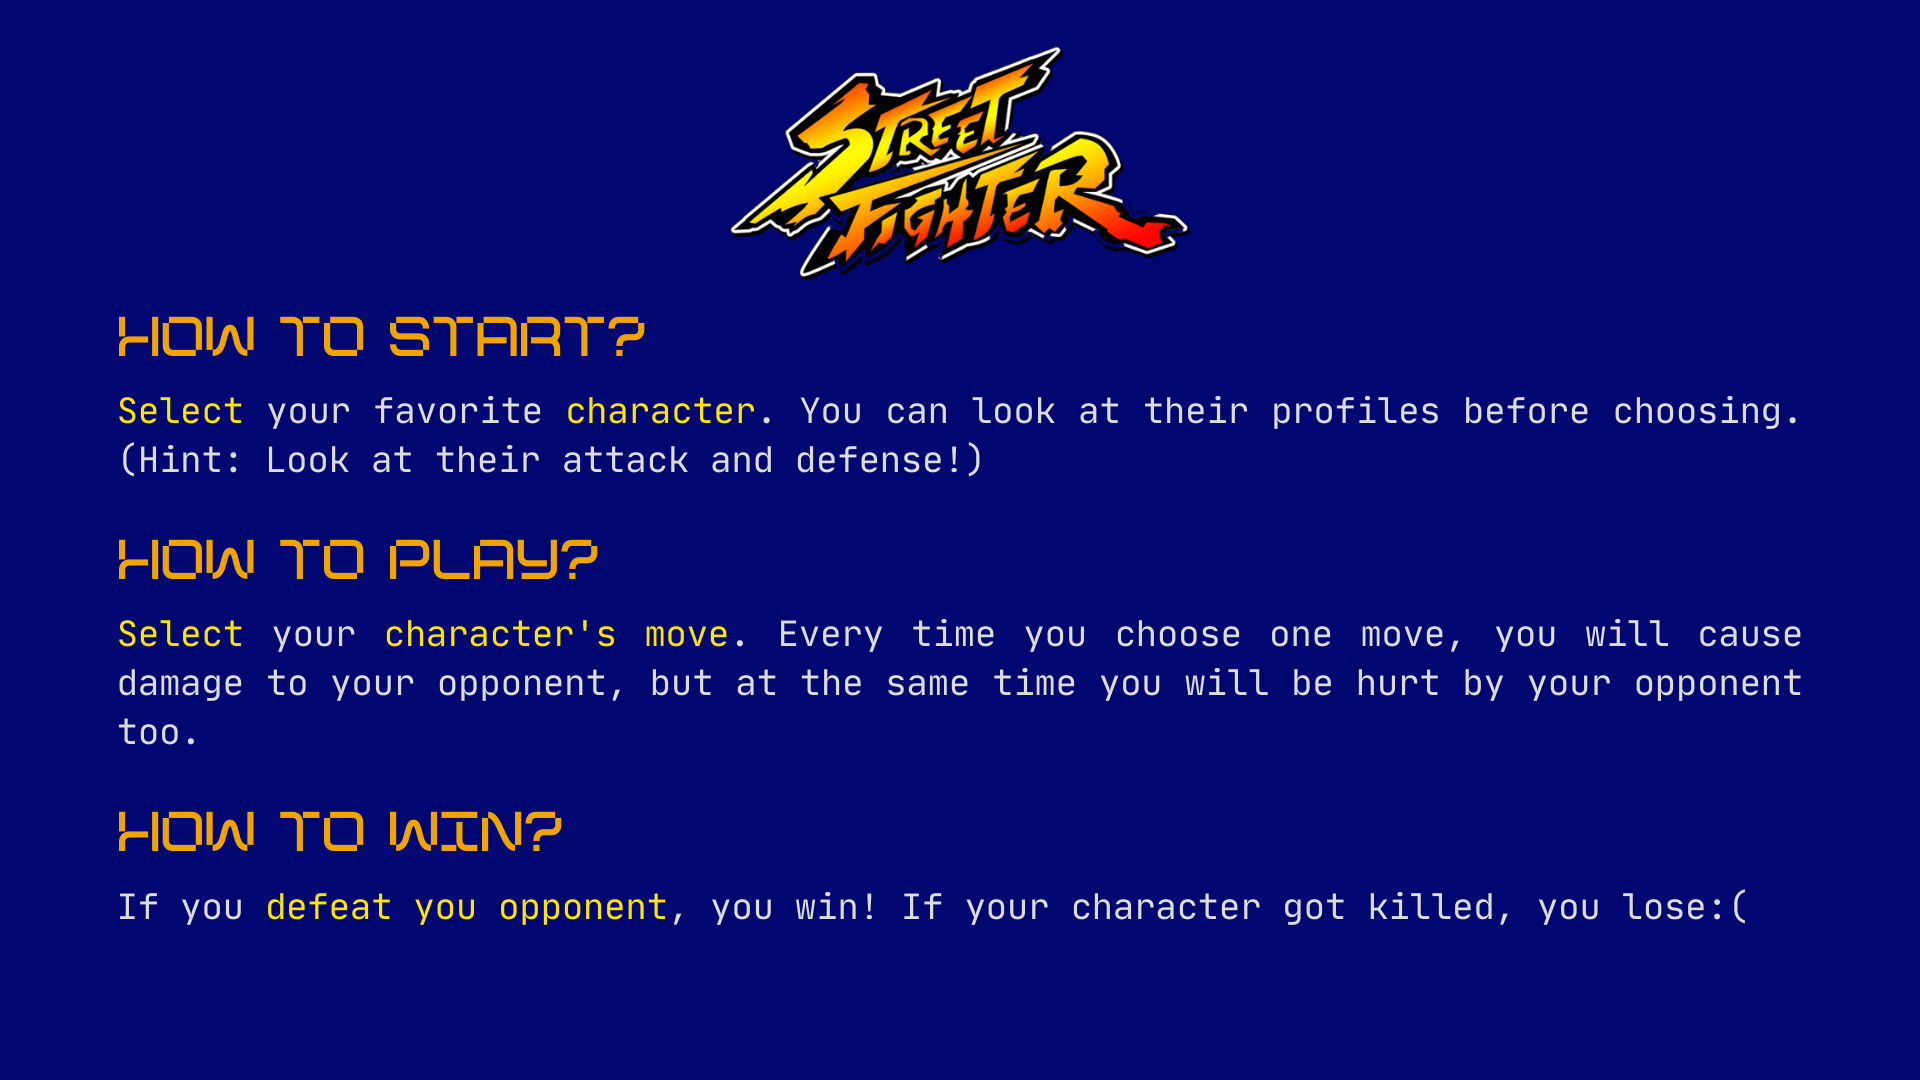 STREET
FIGHTER
HOW TO START?
Select your favorite character. You can look at their profiles before choosing.
(Hint: Look at their attack and defense!)
HOW TO PLAY?
Select your character's move. Every time you choose one move, you will cause
damage to your opponent, but at the same time you will be hurt by your opponent
too.
HOW TO WIN?
If you defeat you opponent, you win! If your character got killed, you lose:(